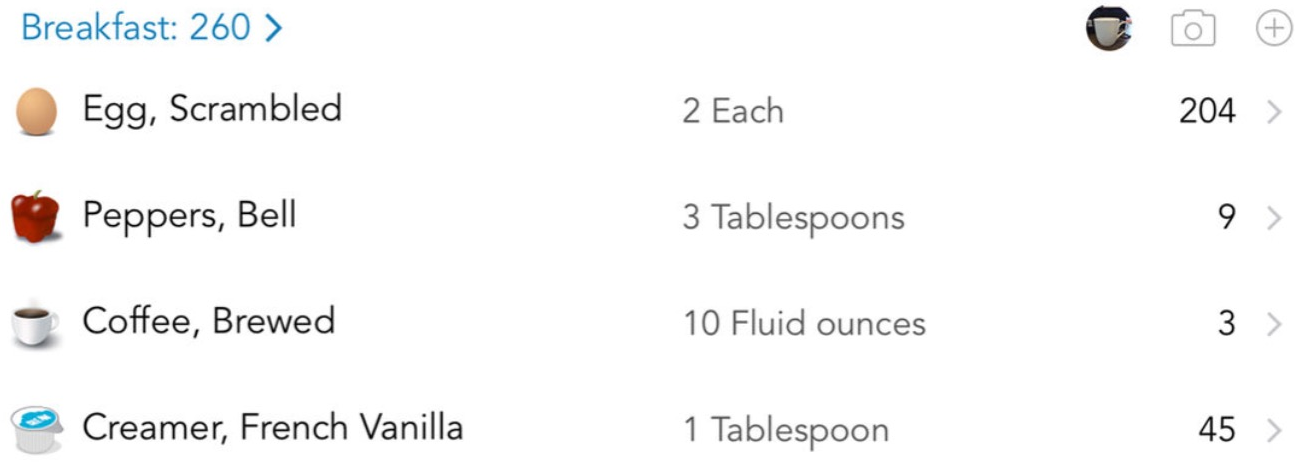 Breakfast: 260 >
Egg, Scrambled 2 Each 204 >
Peppers, Bell 3 Tablespoons 9 >
Coffee, Brewed 10 Fluid ounces 3 >
Creamer, French Vanilla 1 Tablespoon 45 >